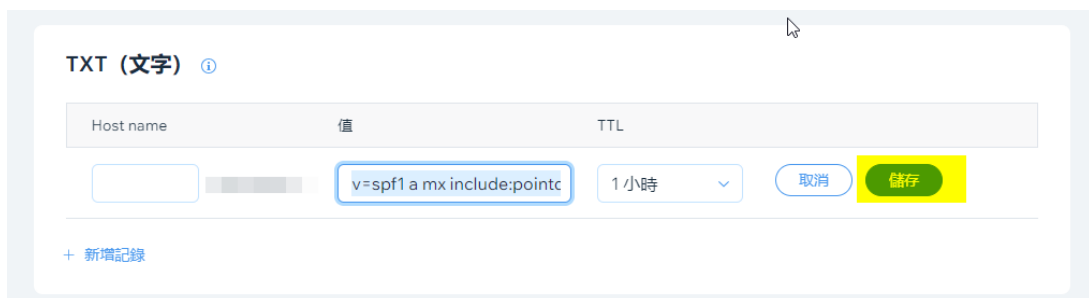 TXT（文字）
Host name 值 TTL
v=spf1 a mx include:pointc 1 小時 取消 儲存
+ 新增記錄